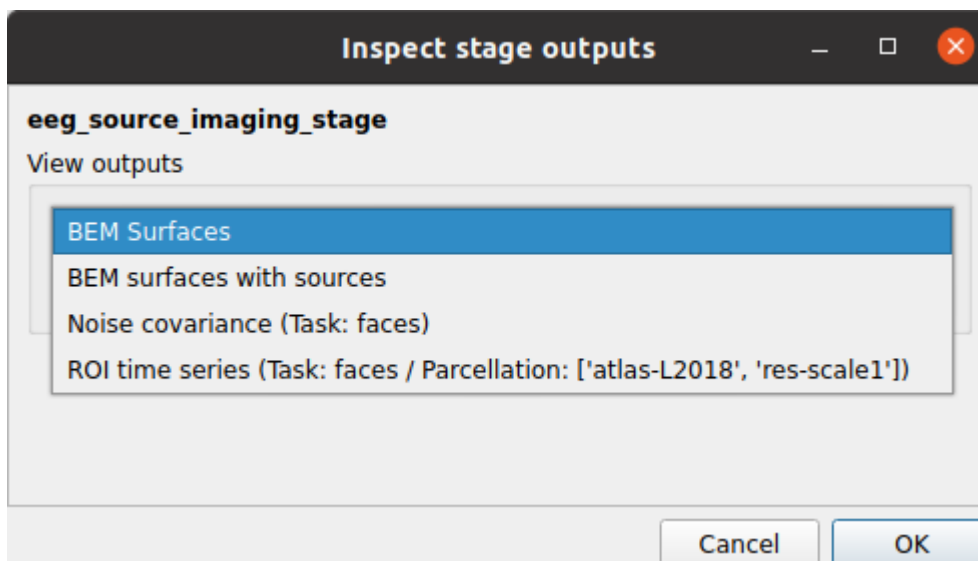 Inspect stage outputs
eeg_source_imaging_stage
View outputs
BEM Surfaces
BEM surfaces with sources
Noise covariance (Task: faces)
ROI time series (Task: faces / Parcellation: ['atlas-L2018', 'res-scale1'])
Cancel
OK